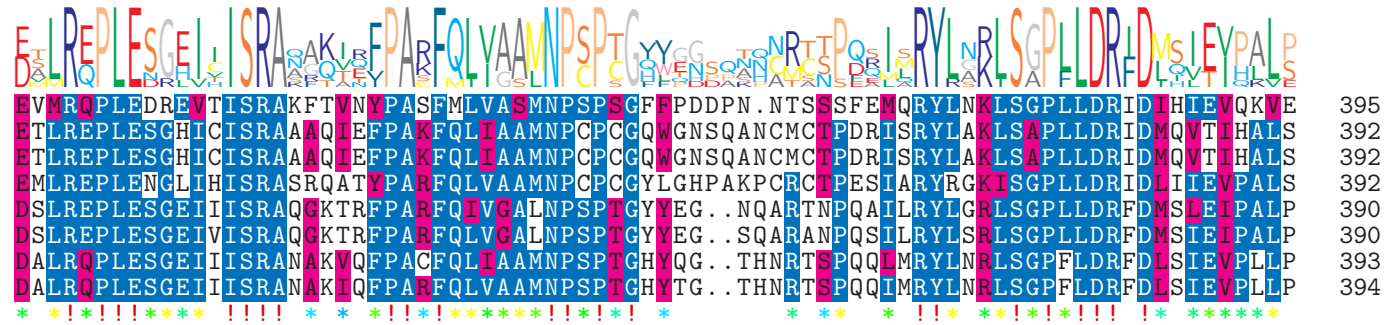 EVMRQPLEDREVTISRAKFTVNYPASFMLVASMNPSPSGFFPDDPN.NTSSSFEMQRYLNKLSGPLLDRIDIHIEVQKVE 395
ETLREPLESGHICISRAAAQIEFPAKFQLIAAMNPCPCGQWGNSQANCMCTPDRISRYLAKLSAPLLDRIDMQVTIHALS 392
ETLREPLESGHICISRAAAQIEFPAKFQLIAAMNPCPCGQWGNSQANCMCTPDRISRYLAKLSAPLLDRIDMQVTIHALS 392
EMLREPLENGLIHISRASRQATYPARFQLVAAMNPCPCGYLGHPAKPCRCTPESIARYRGKISGPLLDRIDLIIEVPALS 392
DSLREPLESGEIIISRAQGKTRFPARFQIVGALNPSPTGYYEG..NQARTNPQAILRYLGRLSGPLLDRFDMSLEIPALP 390
DSLREPLESGEIVISRAQGKTRFPARFQLVGALNPSPTGYYEG..SQARANPQSILRYLSRLSGPLLDRFDMSIEIPALP 390
DALRQPLESGEIIISRANAKVQFPACFQLIAAMNPSPTGHYQG..THNRTSPQQLMRYLNRLSGPFLDRFDLSIEVPLLP 393
DALRQPLESGEIIISRANAKIQFPARFQLVAAMNPSPTGHYTG..THNRTSPQQIMRYLNRLSGPFLDRFDLSIEVPLLP 394